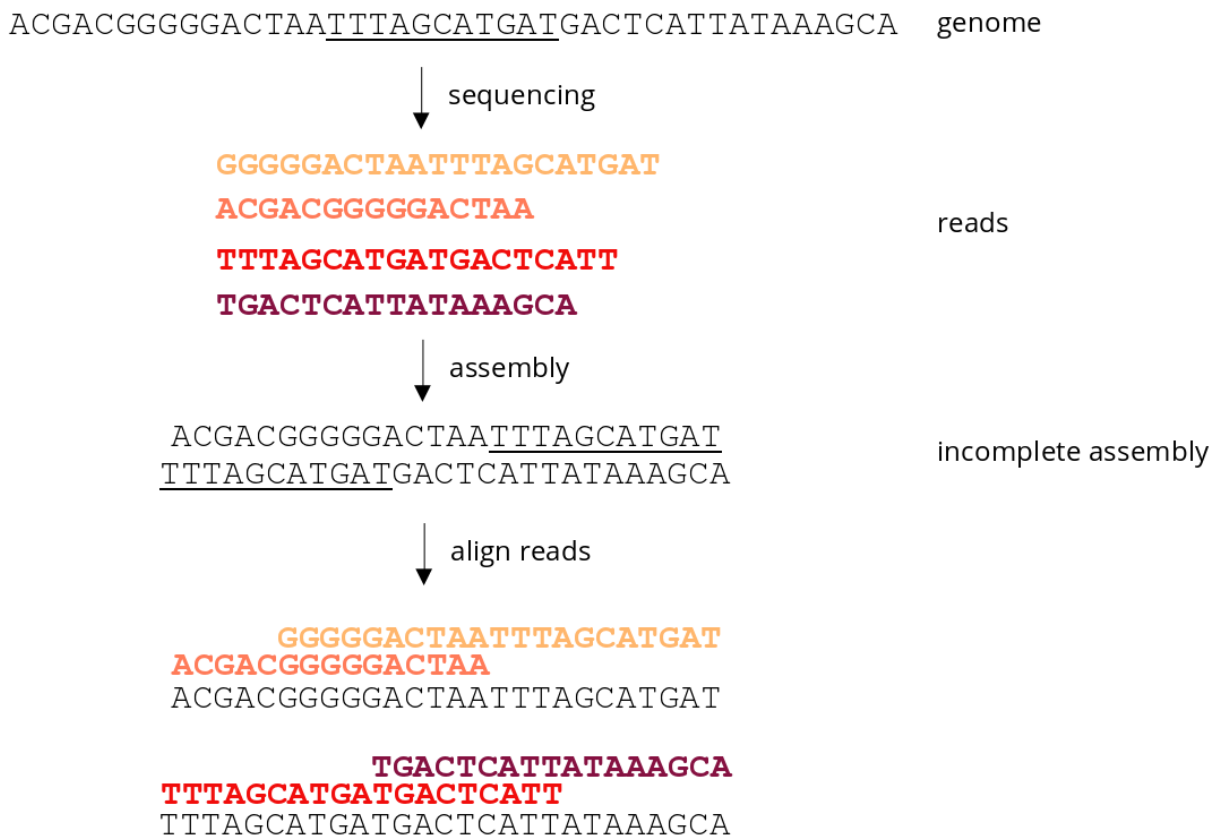 ACGACGGGGGACTAATTTAGCATGATGACTCATTATAAAGCA genome
sequencing
GGGGGACTAATTTAGCATGAT
ACGACGGGGGACTAA
reads
TTTAGCATGATGACTCATT
TGACTCATTATAAAGCA
assembly
ACGACGGGGGACTAATTTAGCATGAT
incomplete assembly
TTTAGCATGATGACTCATTATAAAGCA
align reads
GGGGGACTAATTTAGCATGAT
ACGACGGGGGACTAA
ACGACGGGGGACTAATTTAGCATGAT
TGACTCATTATAAAGCA
TTTAGCATGATGACTCATT
TTTAGCATGATGACTCATTATAAAGCA